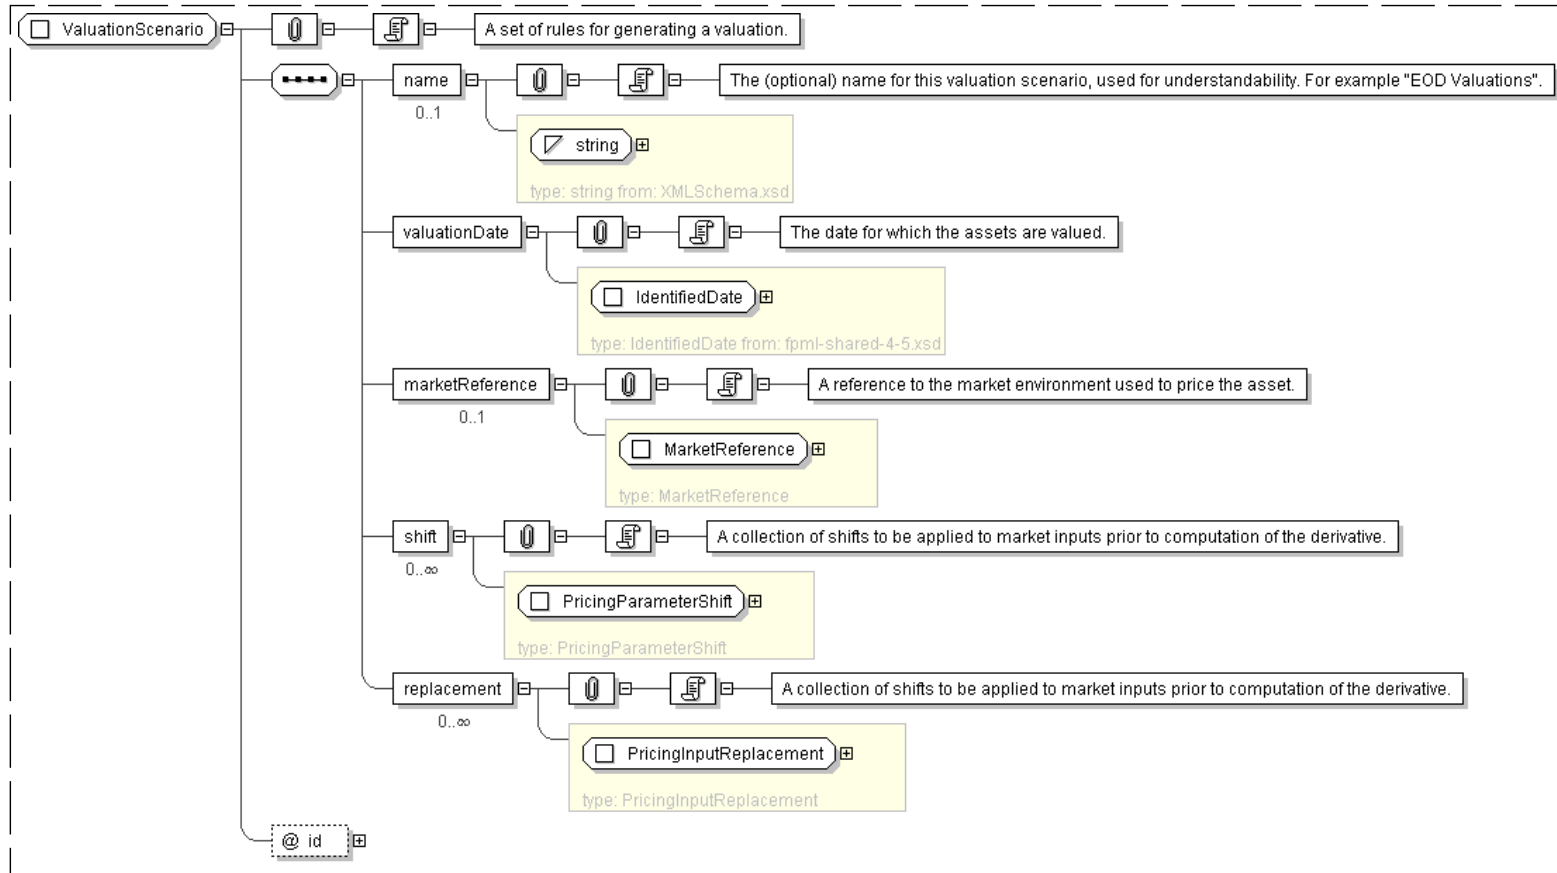 ValuationScenario
A set of rules for generating a valuation.
name
The (optional) name for this valuation scenario, used for understandability. For example "EOD Valuations".
0..1
string
type: string from: XMLSchema.xsd
valuationDate
The date for which the assets are valued.
IdentifiedDate
type: IdentifiedDate from: fpml-shared-4-5.xsd
marketReference
A reference to the market environment used to price the asset.
0..1
MarketReference
type: MarketReference
shift
A collection of shifts to be applied to market inputs prior to computation of the derivative.
0..∞
PricingParameterShift
type: PricingParameterShift
replacement
A collection of shifts to be applied to market inputs prior to computation of the derivative.
0..∞
PricingInputReplacement
type: PricingInputReplacement
@ id